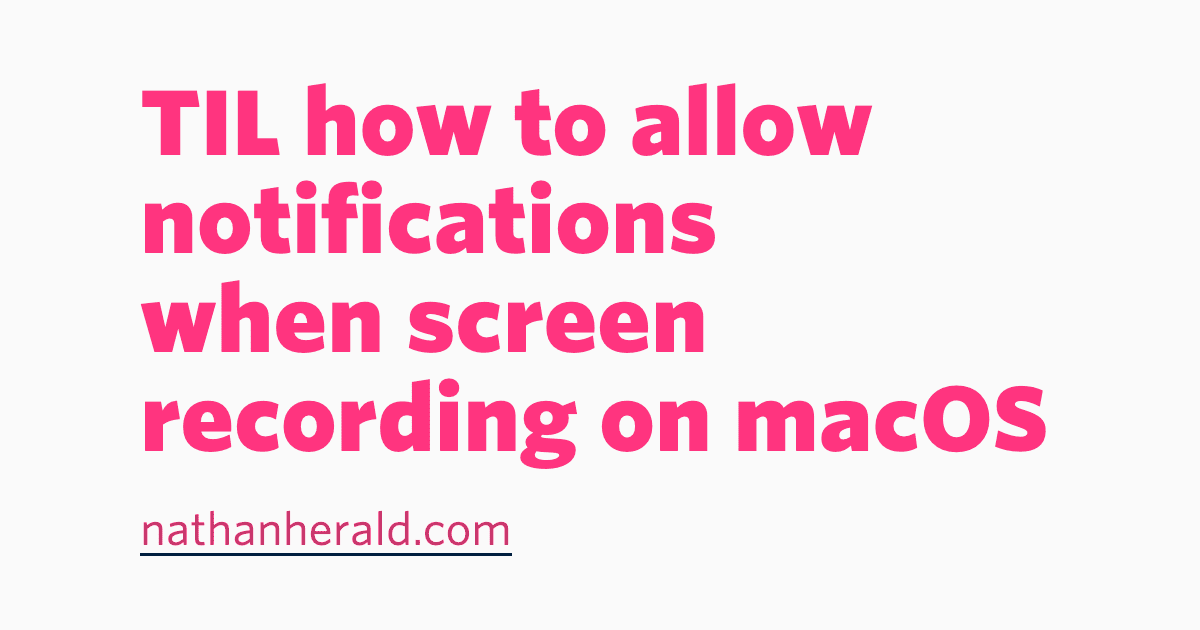 TIL how to allow
notifications
when screen
recording on macOS
nathanherald.com